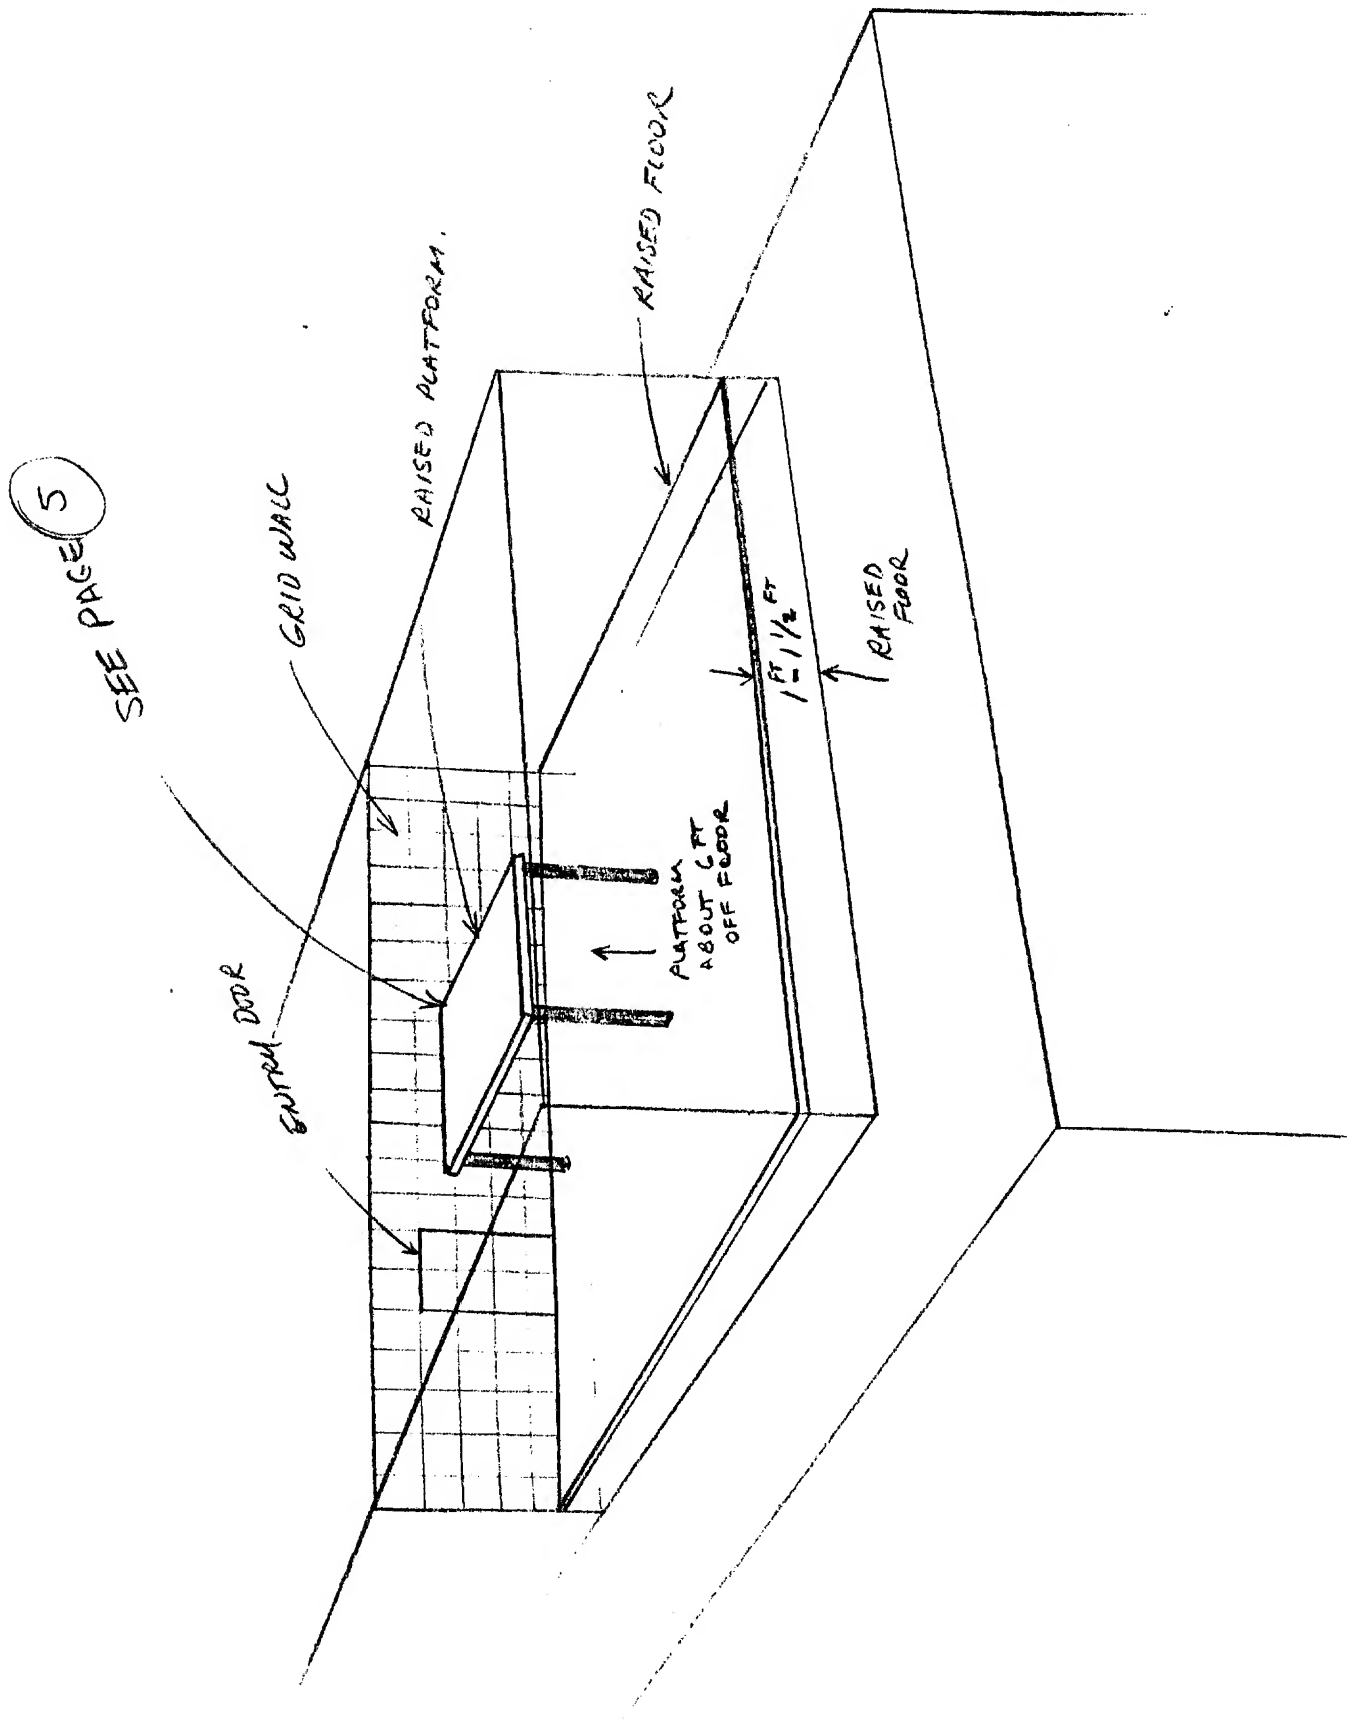 SEE PAGE 5
GRID WALL
RAISED PLATFORM.
ENTRY DOOR
RAISED FLOOR
PLATFORM
ABOUT 6 FT
OFF FLOOR
1 FT - 1 1/2 FT
RAISED
FLOOR